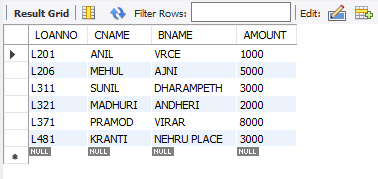 Result Grid Filter Rows: Edit:
LOANNO CNAME BNAME AMOUNT
L201 ANIL VRCE 1000
L206 MEHUL AJNI 5000
L311 SUNIL DHARAMPETH 3000
L321 MADHURI ANDHERI 2000
L371 PRAMOD VIRAR 8000
L481 KRANTI NEHRU PLACE 3000
NULL NULL NULL NULL